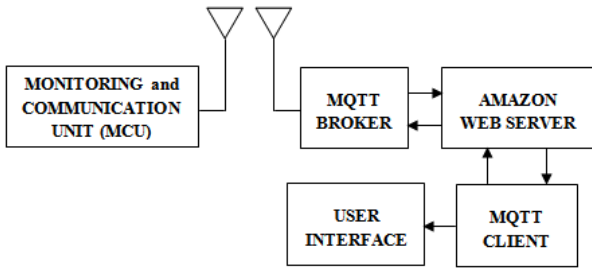 MONITORING and
COMMUNICATION
UNIT (MCU)
MQTT
BROKER
AMAZON
WEB SERVER
USER
INTERFACE
MQTT
CLIENT